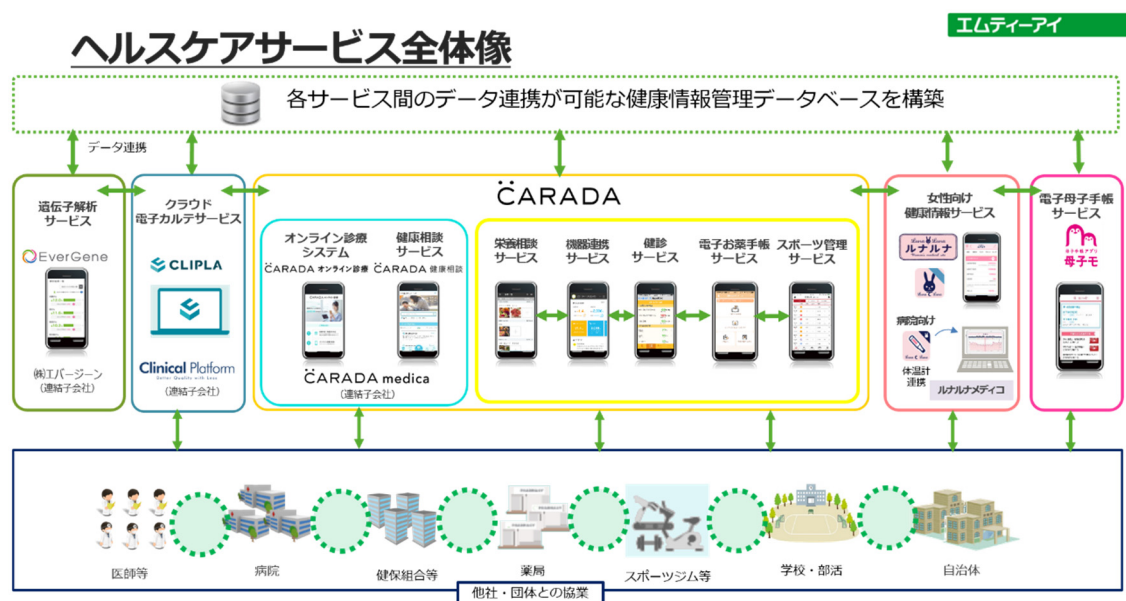 エムティーアイ
ヘルスケアサービス全体像
各サービス間のデータ連携が可能な健康情報管理データベースを構築
データ連携
遺伝子解析
サービス
EverGene
㈱エバージーン
（連結子会社）
クラウド
電子カルテサービス
CLIPLA
Clinical Platform
（連結子会社）
CARADA
オンライン診療
システム
CARADA オンライン診療
健康相談
サービス
CARADA 健康相談
CARADA medica
（連結子会社）
栄養相談
サービス
機器連携
サービス
健診
サービス
電子お薬手帳
サービス
スポーツ管理
サービス
女性向け
健康情報サービス
ルナルナ
病院向け
体温計
連携
ルナルナメディコ
電子母子手帳
サービス
母子手帳アプリ
母子モ
医師等
病院
健保組合等
薬局
スポーツジム等
学校・部活
自治体
他社・団体との協業